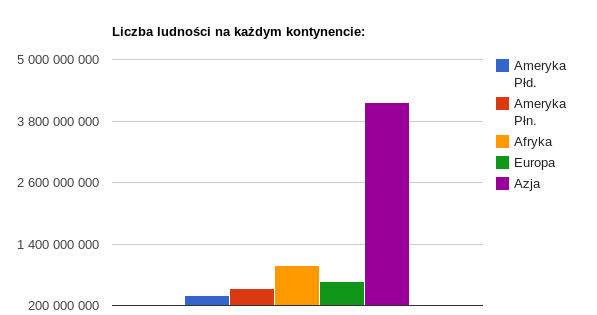 Liczba ludności na każdym kontynencie:
5 000 000 000
3 800 000 000
2 600 000 000
1 400 000 000
200 000 000
Ameryka
Płd.
Ameryka
Płn.
Afryka
Europa
Azja